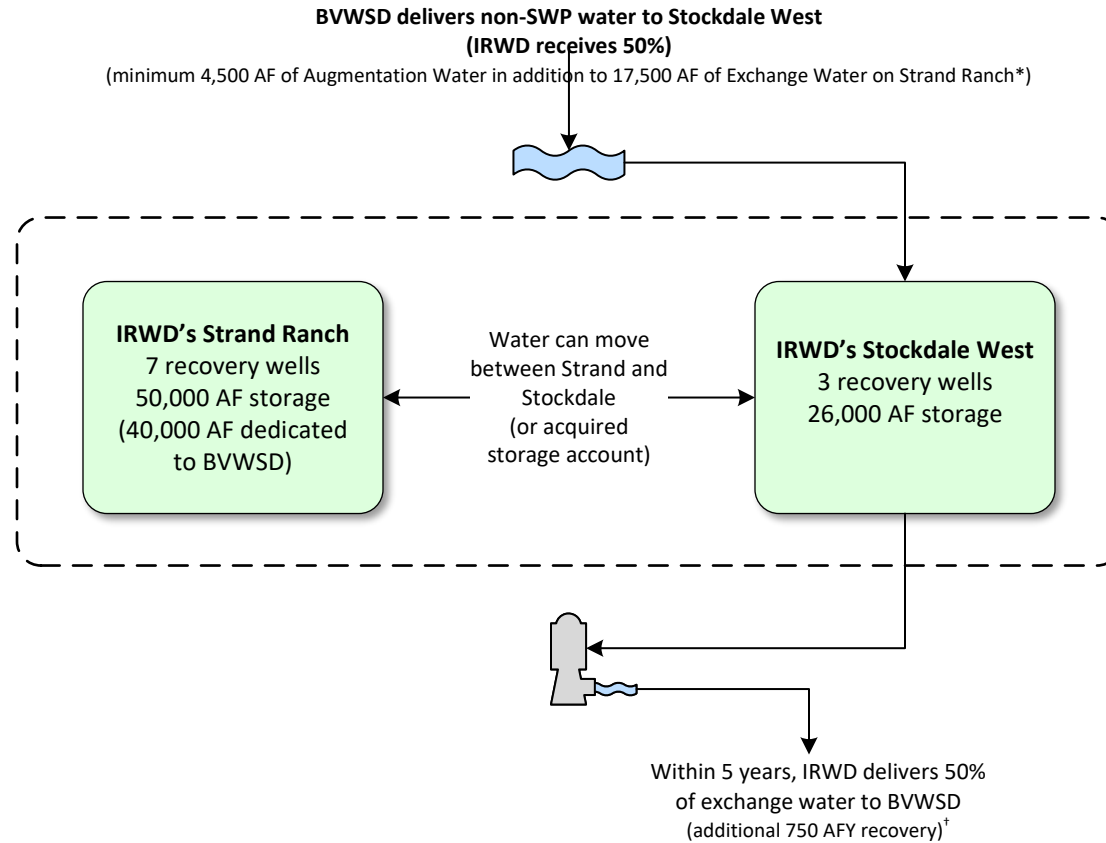 BVWSD delivers non-SWP water to Stockdale West
(IRWD receives 50%)
(minimum 4,500 AF of Augmentation Water in addition to 17,500 AF of Exchange Water on Strand Ranch*)
IRWD's Strand Ranch
7 recovery wells
50,000 AF storage
(40,000 AF dedicated
to BVWSD)
Water can move
between Strand and
Stockdale
(or acquired
storage account)
IRWD's Stockdale West
3 recovery wells
26,000 AF storage
Within 5 years, IRWD delivers 50%
of exchange water to BVWSD
(additional 750 AFY recovery)†